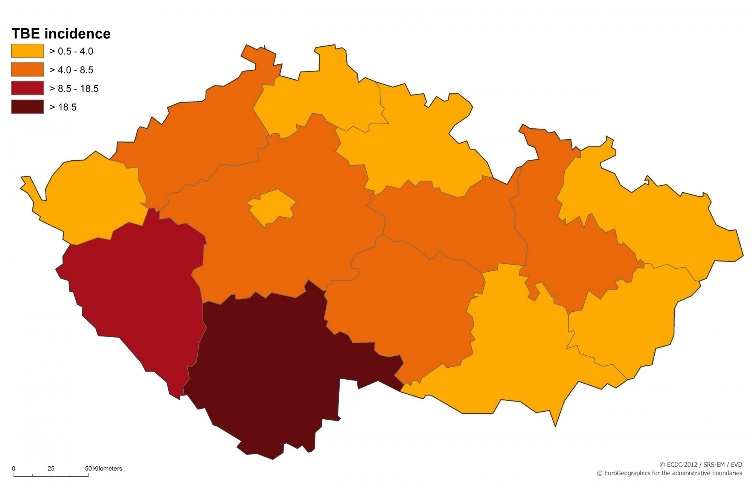 TBE incidence
> 0.5 - 4.0
> 4.0 - 8.5
> 8.5 - 18.5
> 18.5
0 25 50 Kilometers
© ECDC 2012 / SRS-EM / EVD
© EuroGeographics for the administrative boundaries